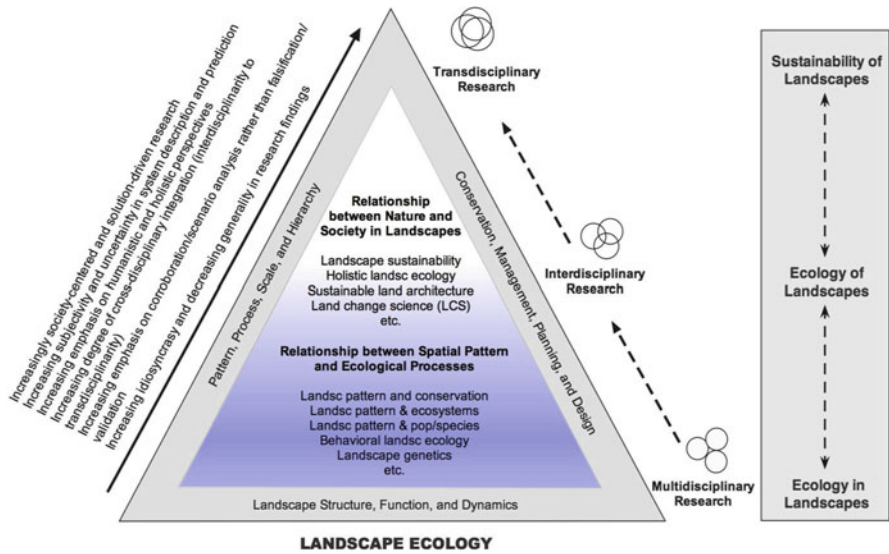 Increasingly society-centered and solution-driven research
Increasing subjectivity and uncertainty in system description and prediction
Increasing emphasis on humanistic and holistic perspectives
Increasing degree of cross-disciplinary integration (interdisciplinarity to
transdisciplinarity)
Increasing emphasis on corroboration/scenario analysis rather than falsification/
validation
Increasing idiosyncrasy and decreasing generality in research findings
Pattern, Process, Scale, and Hierarchy
Conservation, Management, Planning, and Design
Landscape Structure, Function, and Dynamics
Relationship
between Nature and
Society in Landscapes
Landscape sustainability
Holistic landsc ecology
Sustainable land architecture
Land change science (LCS)
etc.
Relationship between Spatial Pattern
and Ecological Processes
Landsc pattern and conservation
Landsc pattern & ecosystems
Landsc pattern & pop/species
Behavioral landsc ecology
Landscape genetics
etc.
Transdisciplinary
Research
Interdisciplinary
Research
Multidisciplinary
Research
Sustainability of
Landscapes
Ecology of
Landscapes
Ecology in
Landscapes
LANDSCAPE ECOLOGY